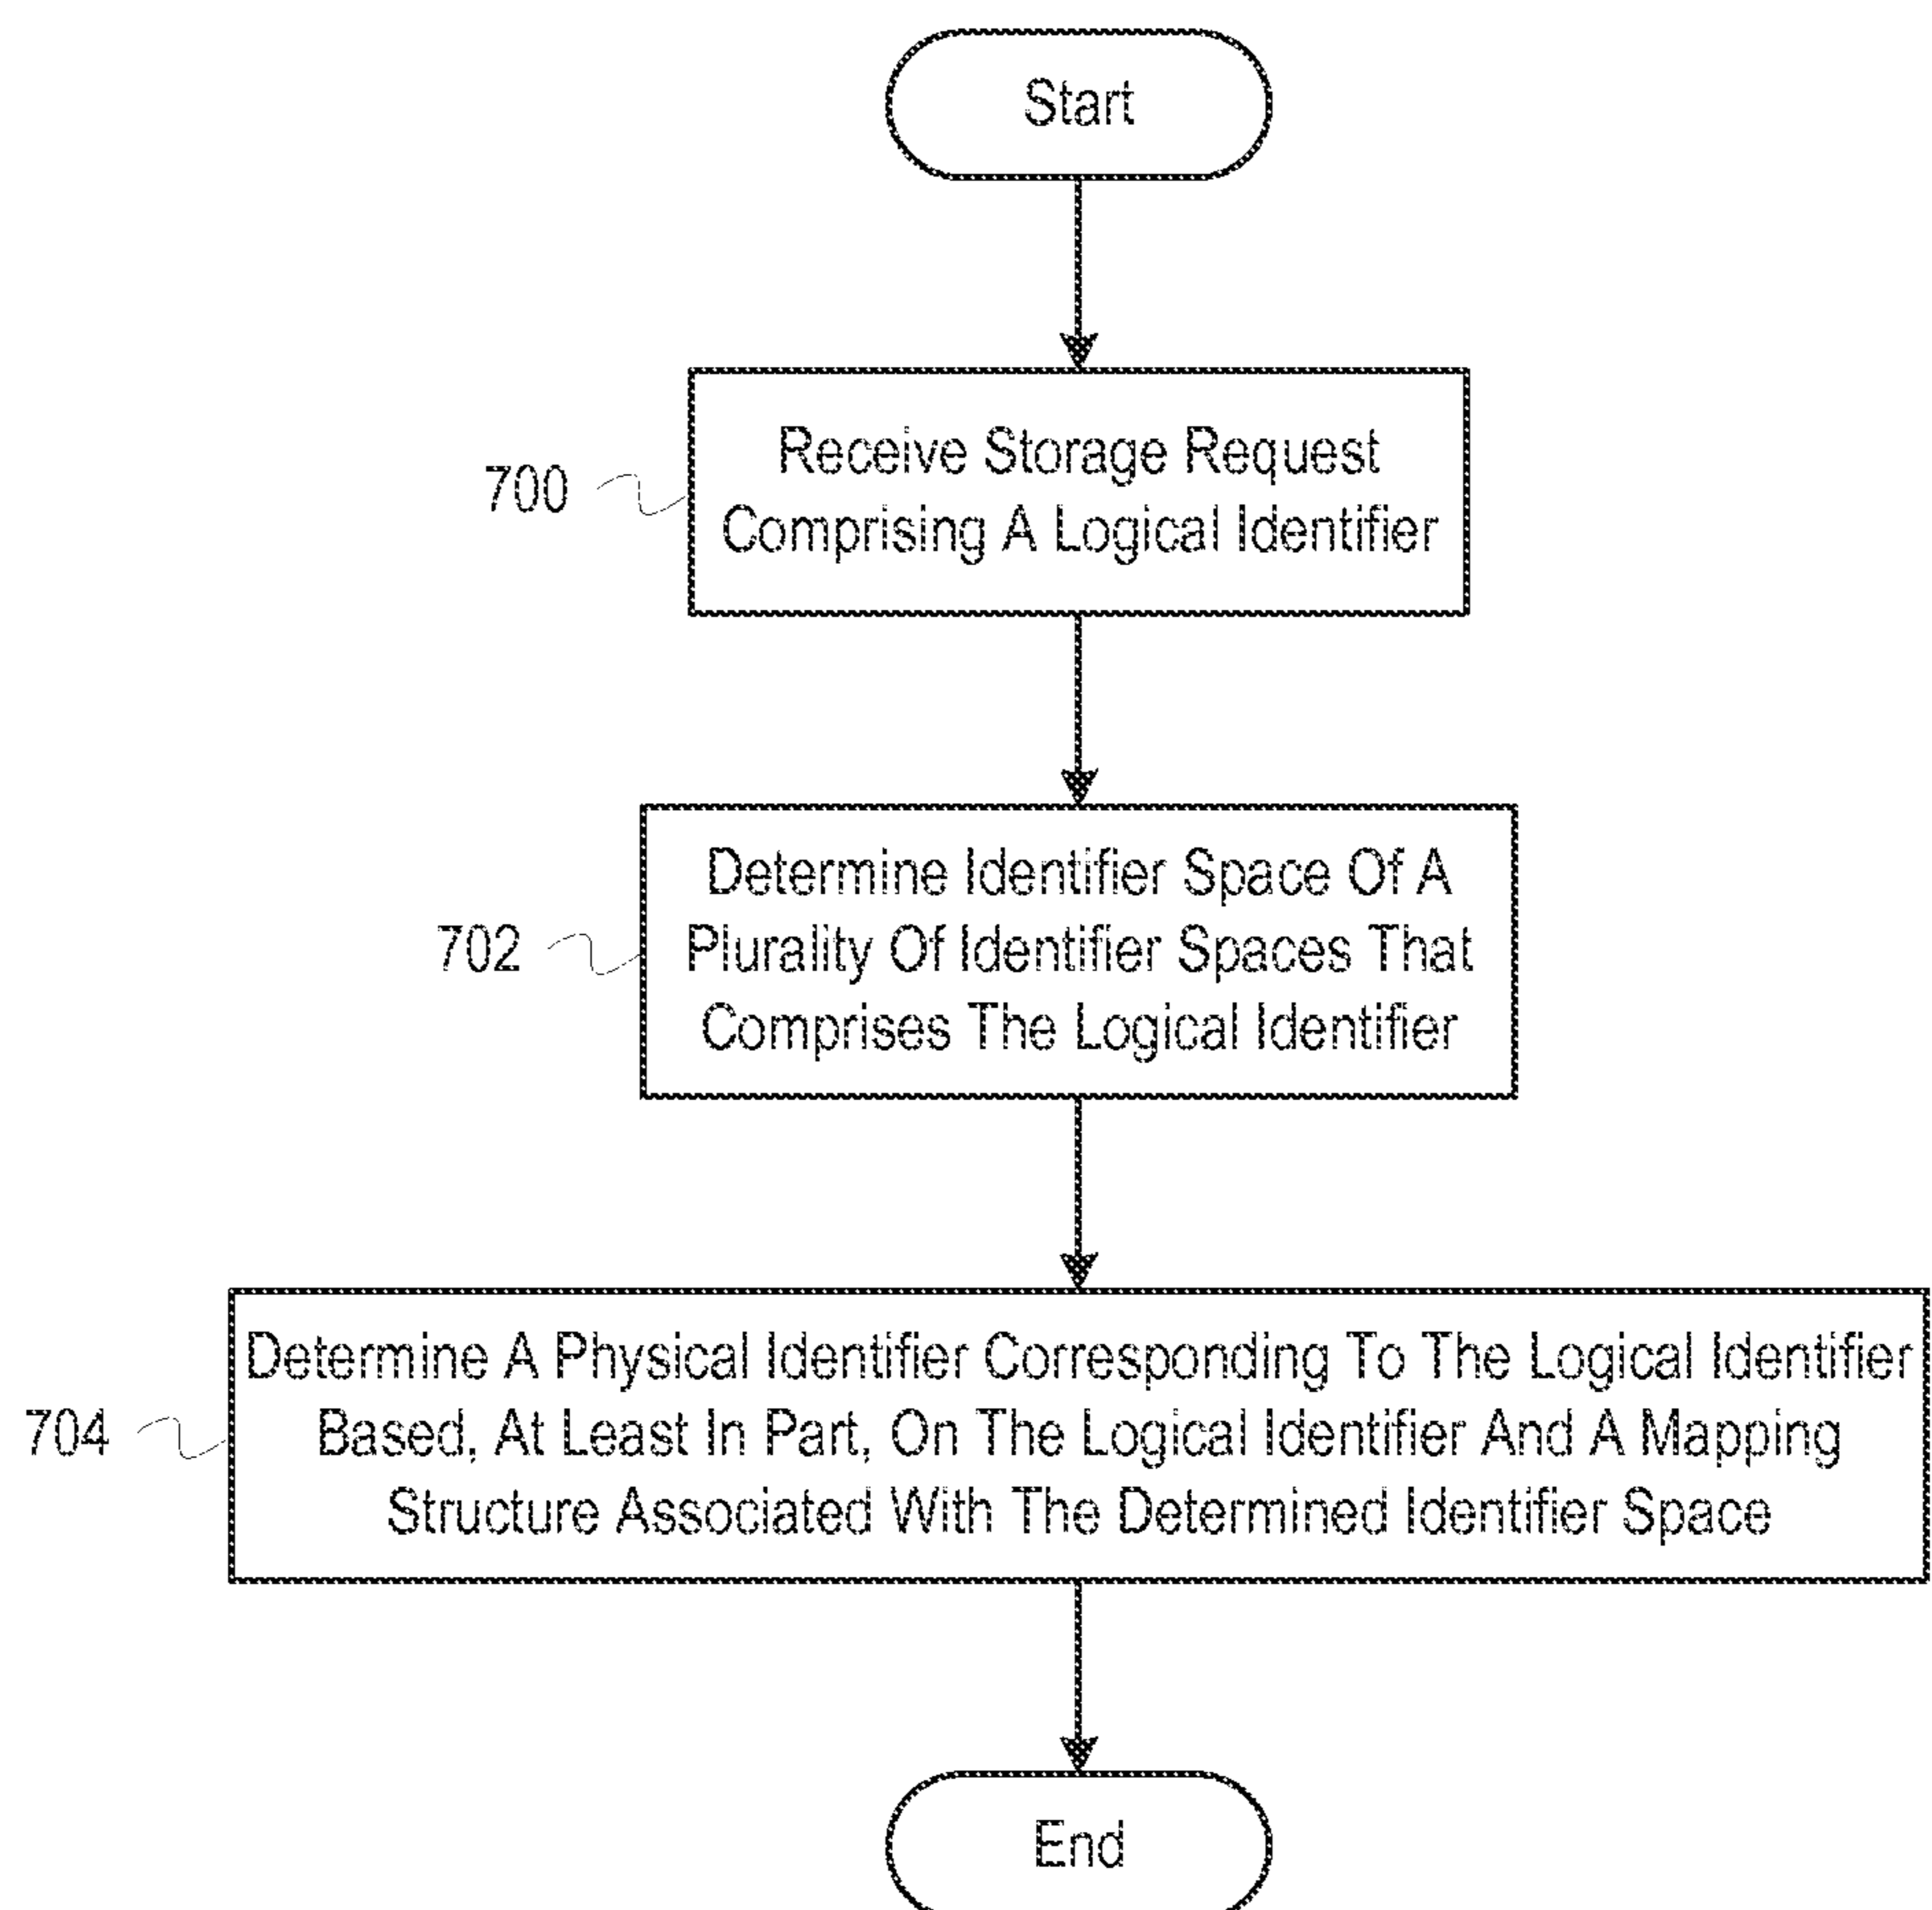 Start
Receive Storage Request
Comprising A Logical Identifier
700
Determine Identifier Space Of A
Plurality Of Identifier Spaces That
Comprises The Logical Identifier
702
Determine A Physical Identifier Corresponding To The Logical Identifier
Based, At Least In Part, On The Logical Identifier And A Mapping
Structure Associated With The Determined Identifier Space
704
End